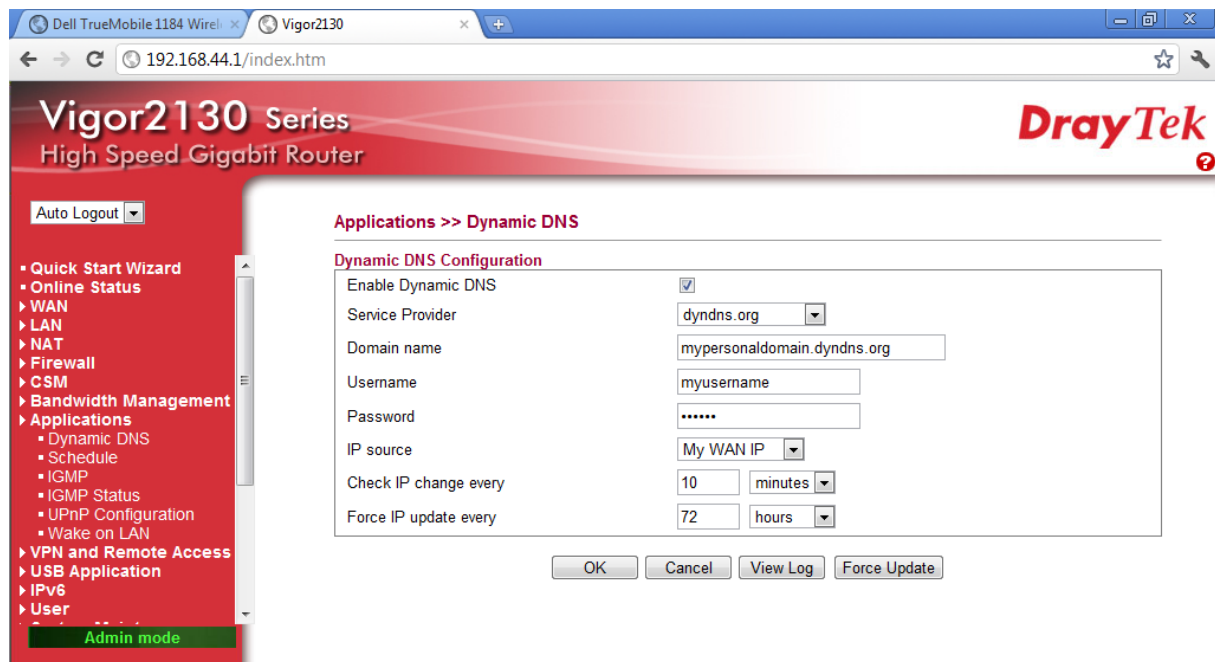 Dell TrueMobile 1184 Wirel
Vigor2130
192.168.44.1/index.htm
Vigor2130 Series
High Speed Gigabit Router
DrayTek
Auto Logout
Quick Start Wizard
Online Status
WAN
LAN
NAT
Firewall
CSM
Bandwidth Management
Applications
Dynamic DNS
Schedule
IGMP
IGMP Status
UPnP Configuration
Wake on LAN
VPN and Remote Access
USB Application
IPv6
User
Admin mode
Applications >> Dynamic DNS
Dynamic DNS Configuration
Enable Dynamic DNS
Service Provider dyndns.org
Domain name mypersonaldomain.dyndns.org
Username myusername
Password ••••••
IP source My WAN IP
Check IP change every 10 minutes
Force IP update every 72 hours
OK Cancel View Log Force Update